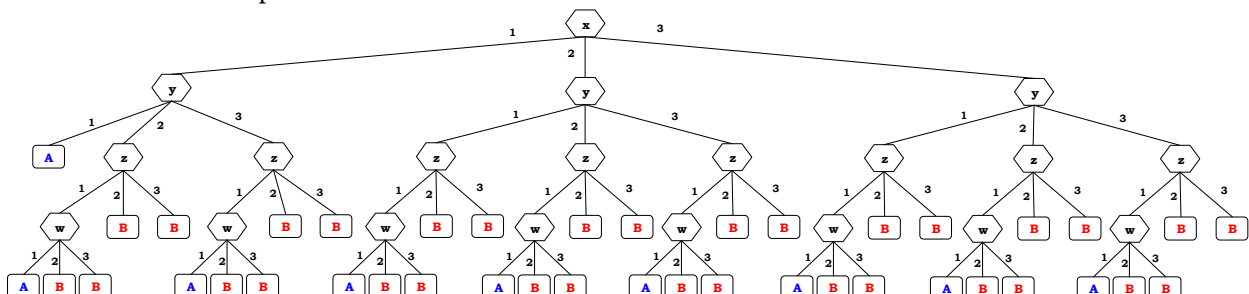 x
1 2 3
y y y
1 2 3 1 2 3 1 2 3
A z z z z z z z z
1 2 3 1 2 3 1 2 3 1 2 3 1 2 3 1 2 3 1 2 3 1 2 3
w B B w B B w B B w B B w B B w B B w B B w B B
1 2 3 1 2 3 1 2 3 1 2 3 1 2 3 1 2 3 1 2 3 1 2 3
A B B A B B A B B A B B A B B A B B A B B A B B